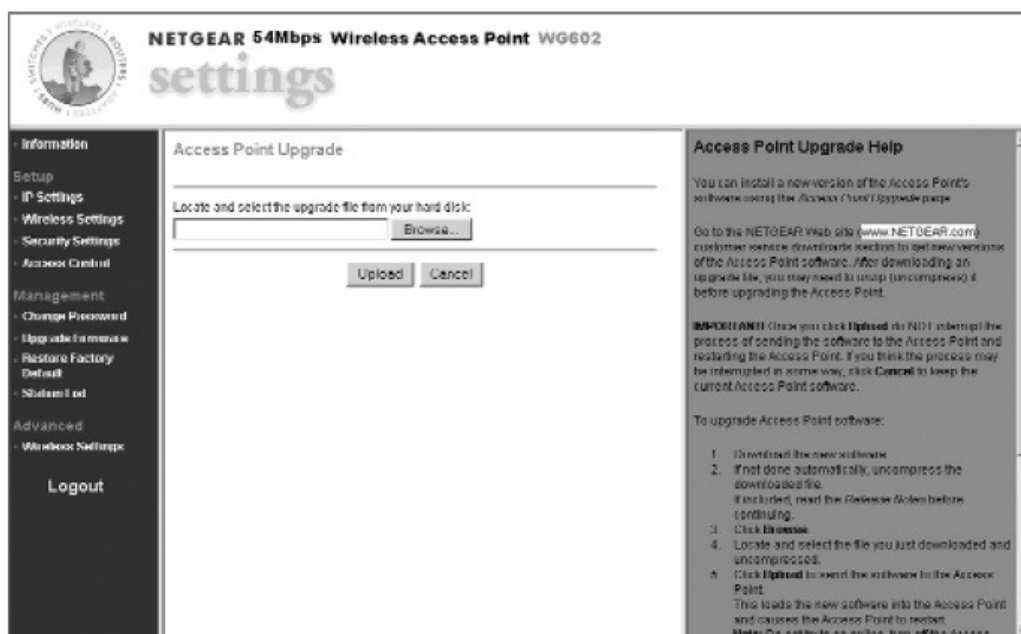 SWITCHES WIRELESS ROUTERS ADAPTERS HUBS
NETGEAR 54Mbps Wireless Access Point WG602
settings
Information
Setup
IP Settings
Wireless Settings
Security Settings
Access Control
Management
Change Password
Upgrade Firmware
Restore Factory
Default
Station List
Advanced
Wireless Settings
Logout
Access Point Upgrade
Locate and select the upgrade file from your hard disk:
Browse...
Upload Cancel
Access Point Upgrade Help
You can install a new version of the Access Point's
software using the Access Point Upgrade page.
Go to the NETGEAR Web site (www.NETGEAR.com)
customer service downloads section to get new versions
of the Access Point software. After downloading an
upgrade file, you may need to unzip (uncompress) it
before upgrading the Access Point.
IMPORTANT! Once you click Upload do NOT interrupt the
process of sending the software to the Access Point and
restarting the Access Point. If you think the process may
be interrupted in some way, click Cancel to keep the
current Access Point software.
To upgrade Access Point software:
1. Download the new software
2. If not done automatically, uncompress the
downloaded file.
If included, read the Release Notes before
continuing.
3. Click Browse.
4. Locate and select the file you just downloaded and
uncompressed.
5. Click Upload to send the software to the Access
Point.
This loads the new software into the Access Point
and causes the Access Point to restart.